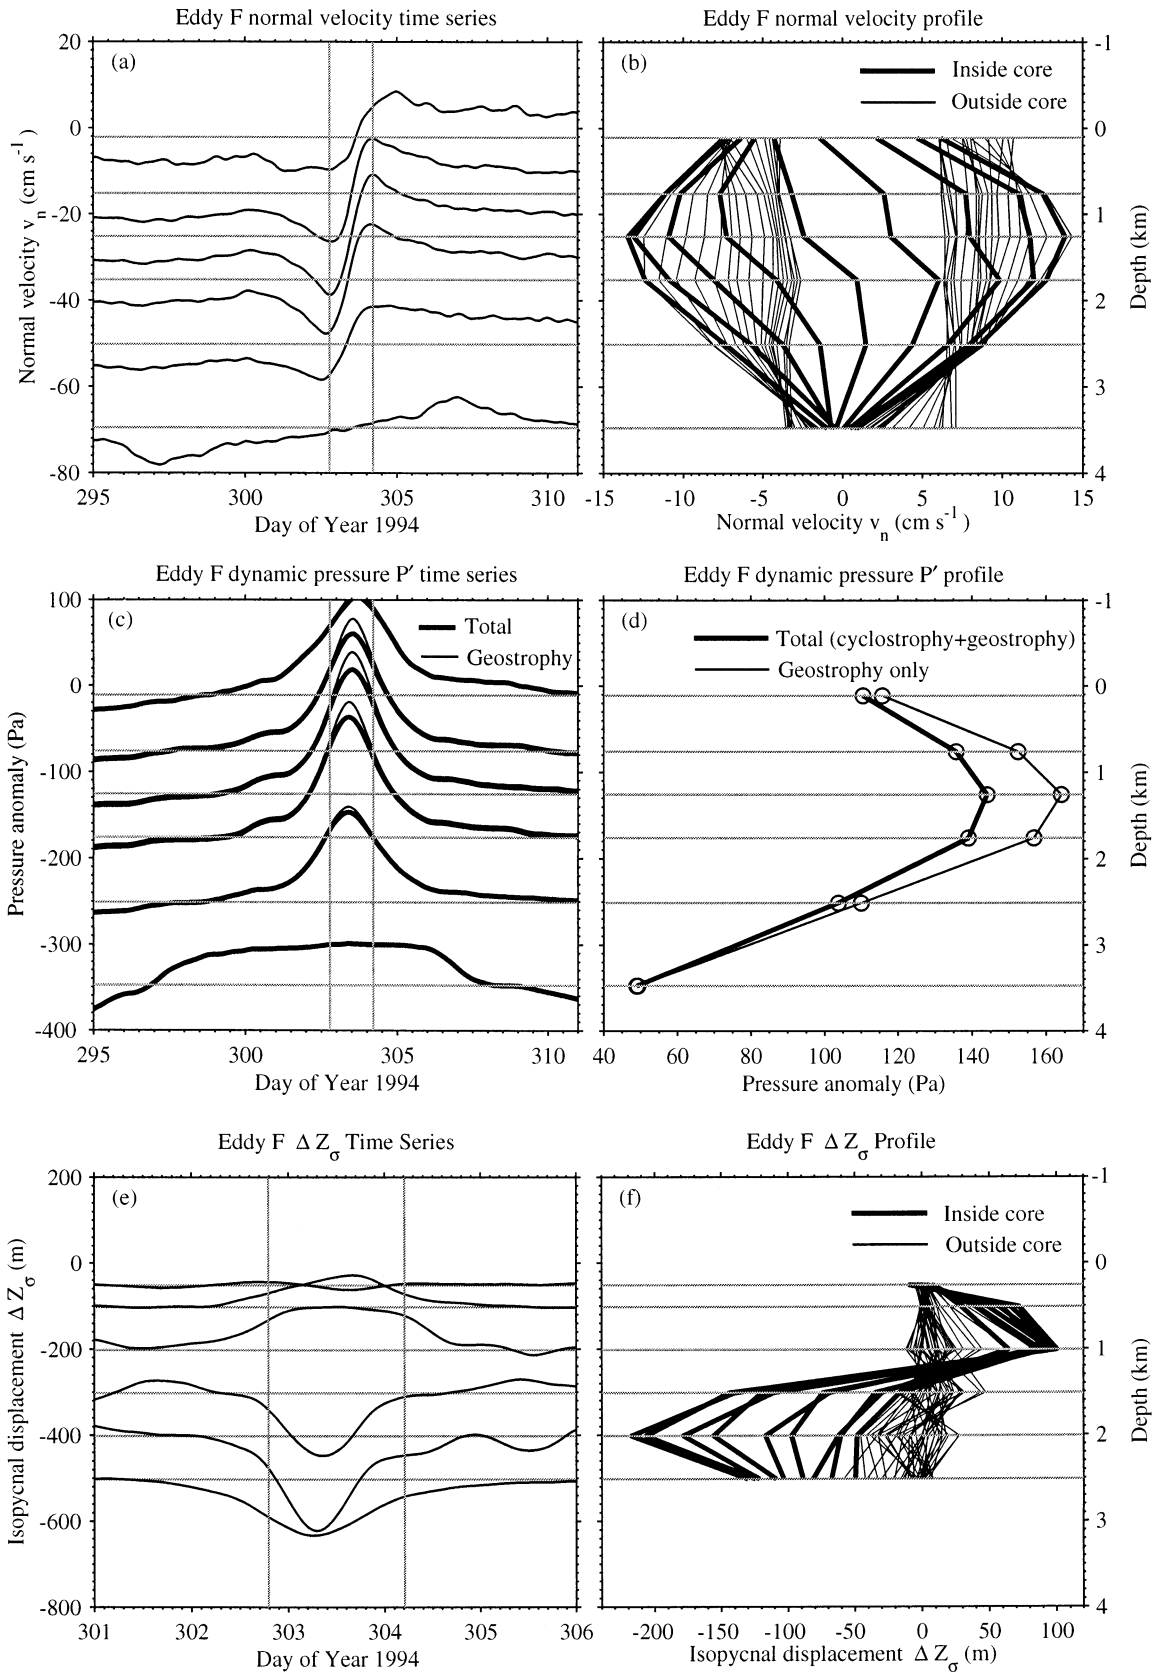 Eddy F normal velocity time series
(a)
20
0
-20
-40
-60
-80
Normal velocity vn (cm s-1)
295
300
305
310
Day of Year 1994
Eddy F normal velocity profile
(b)
Inside core
Outside core
-1
0
1
2
3
4
Depth (km)
-15
-10
-5
0
5
10
15
Normal velocity vn (cm s-1)
Eddy F dynamic pressure P′ time series
(c)
Total
Geostrophy
100
0
-100
-200
-300
-400
Pressure anomaly (Pa)
295
300
305
310
Day of Year 1994
Eddy F dynamic pressure P′ profile
(d)
Total (cyclostrophy+geostrophy)
Geostrophy only
-1
0
1
2
3
4
Depth (km)
40
60
80
100
120
140
160
Pressure anomaly (Pa)
Eddy F Δ Zσ Time Series
(e)
200
0
-200
-400
-600
-800
Isopycnal displacement Δ Zσ (m)
301
302
303
304
305
306
Day of Year 1994
Eddy F Δ Zσ Profile
(f)
Inside core
Outside core
-1
0
1
2
3
4
Depth (km)
-200
-150
-100
-50
0
50
100
Isopycnal displacement Δ Zσ (m)